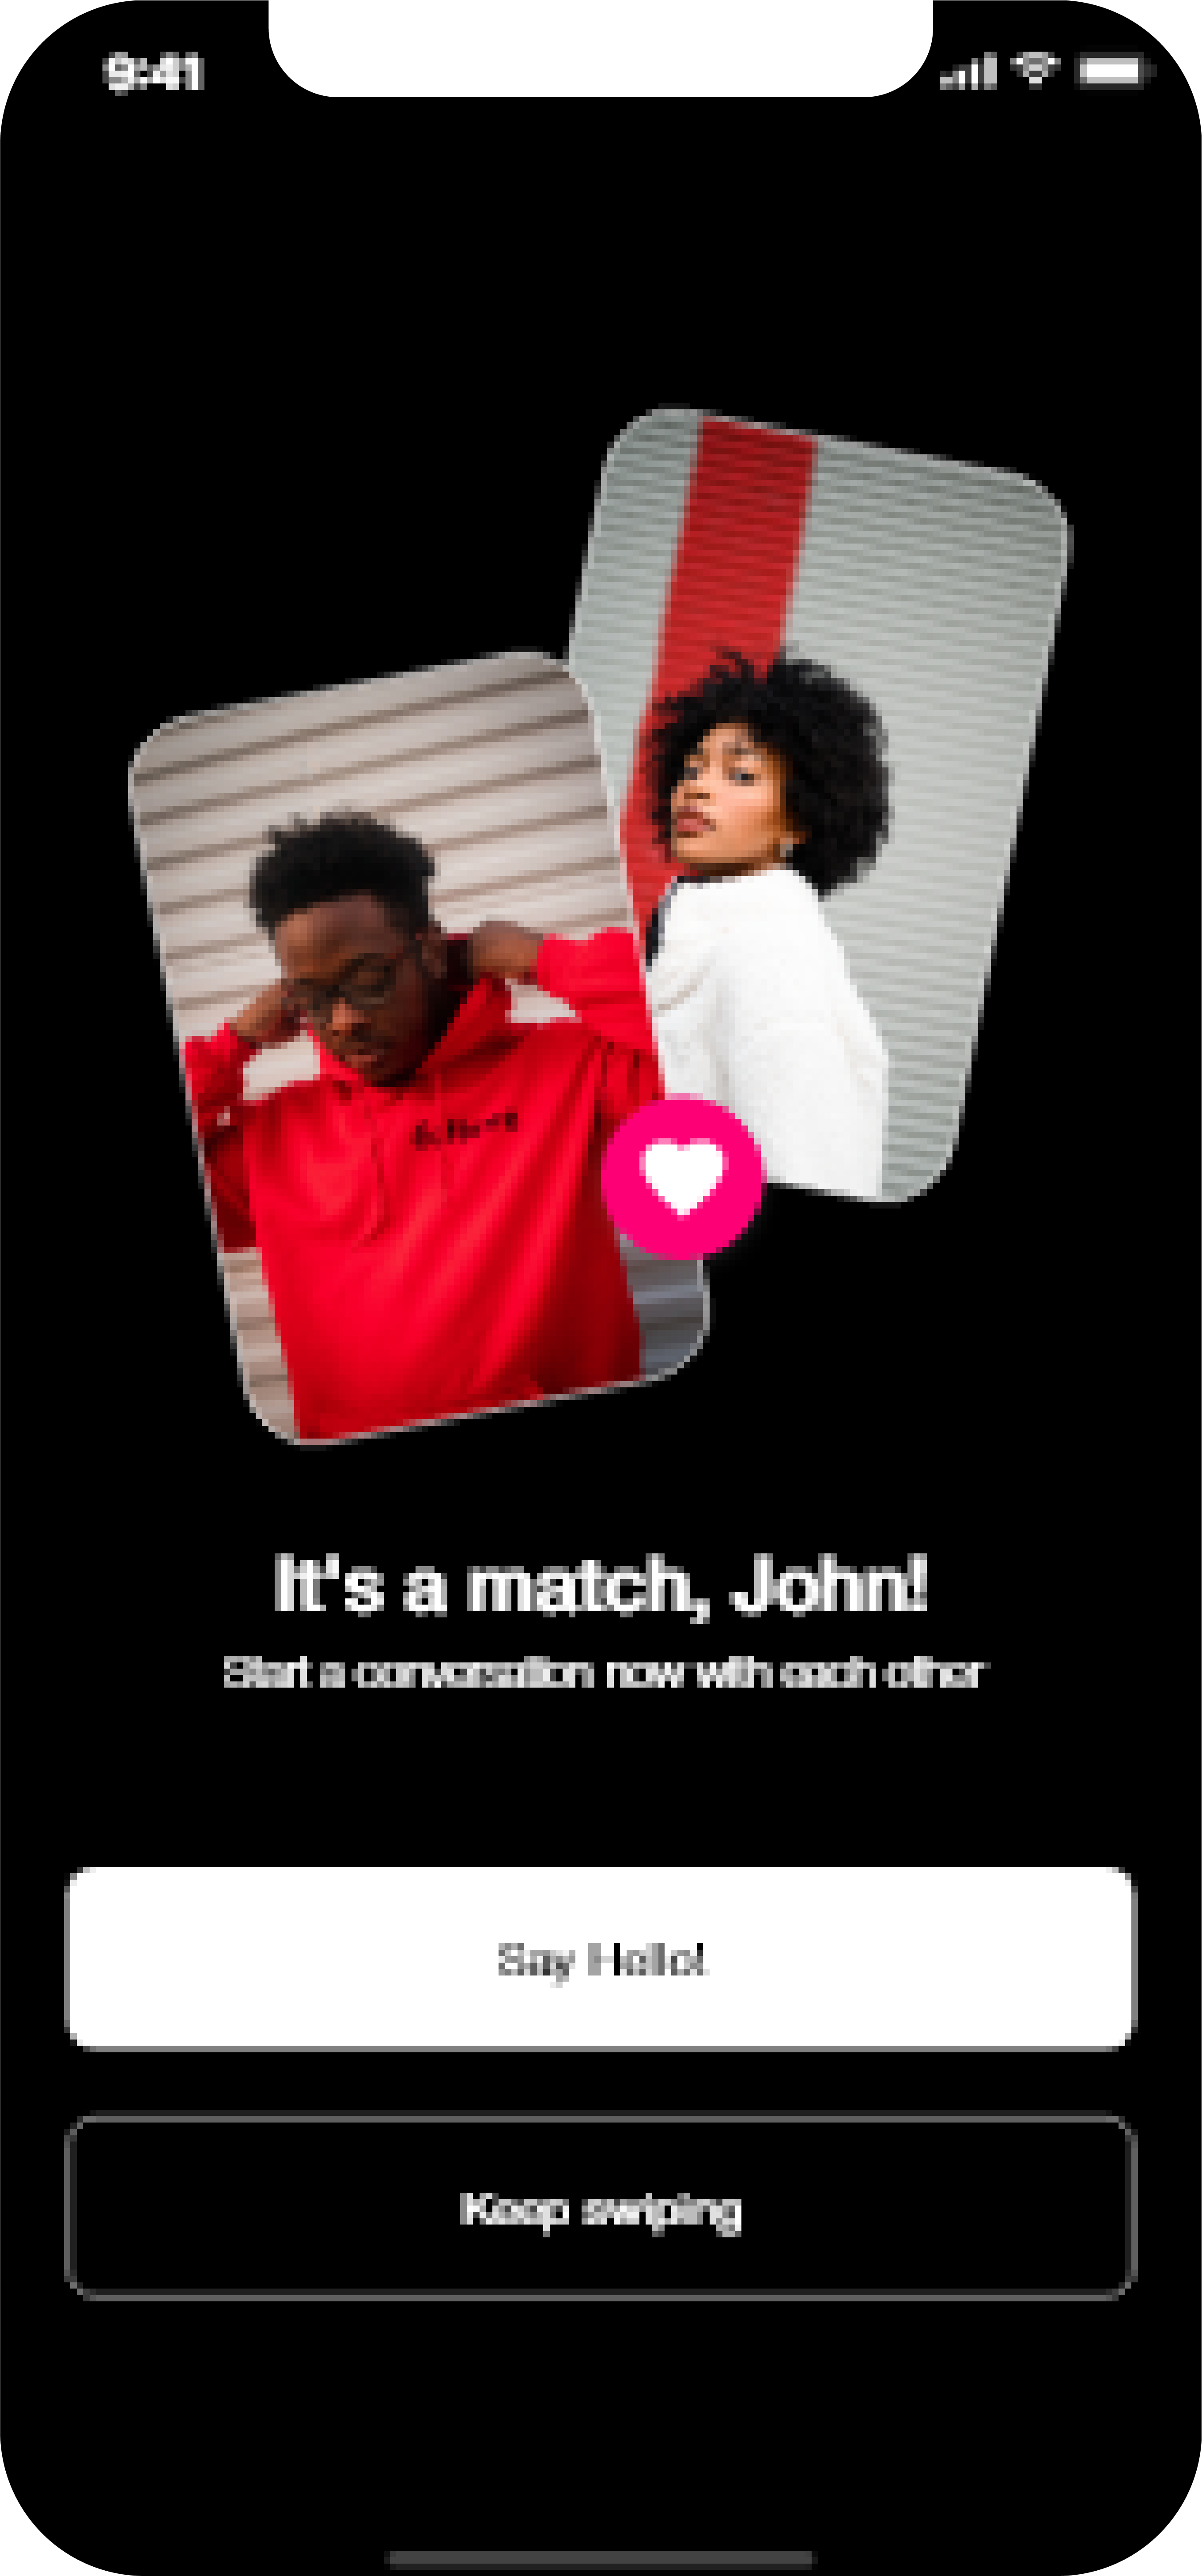 9:41
It's a match, John!
Start a conversation now with each other
Say Hello!
Keep swiping